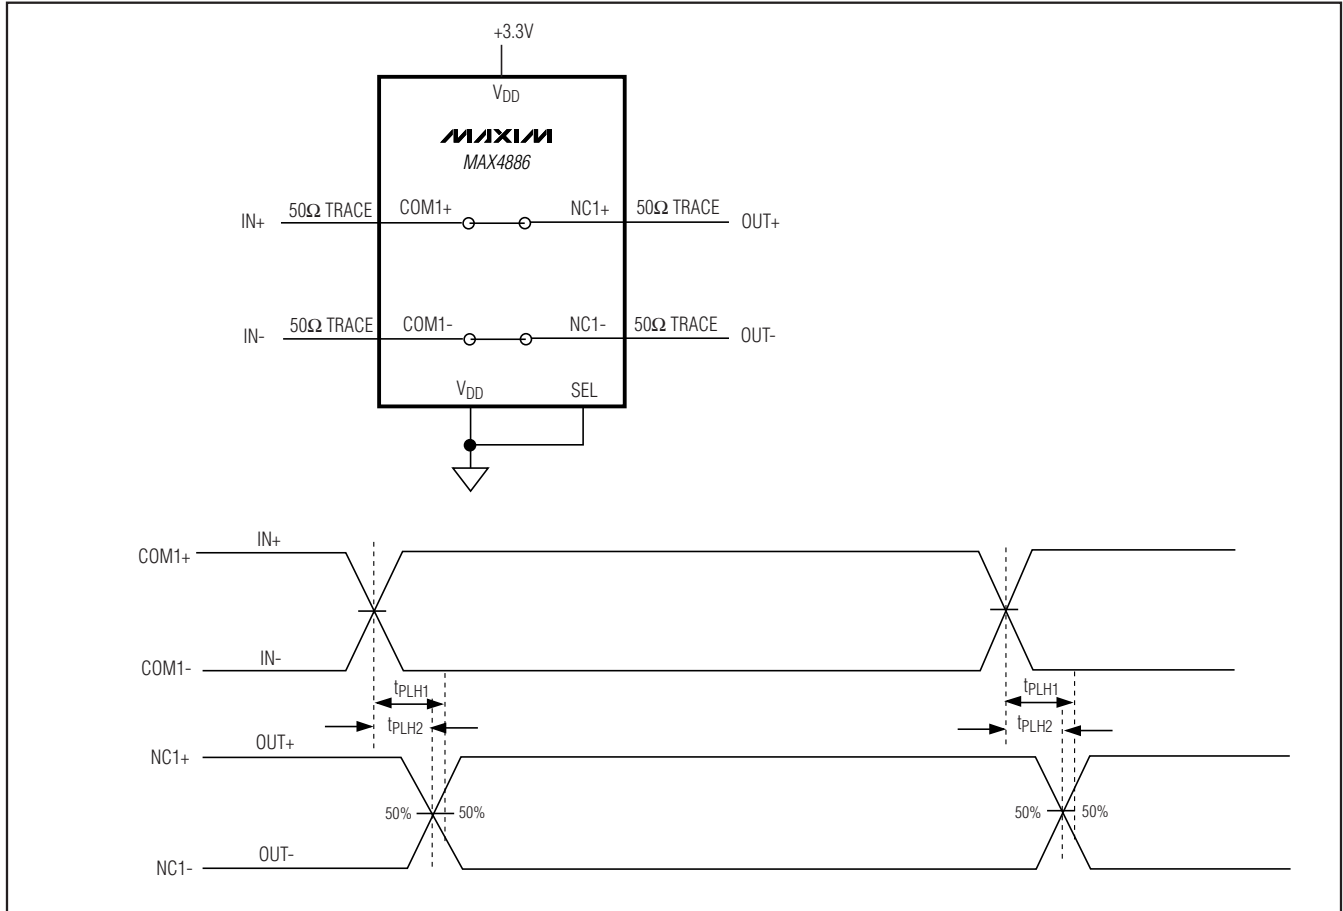 +3.3V
VDD
MAXIM
MAX4886
IN+ 50Ω TRACE COM1+ NC1+ 50Ω TRACE OUT+
IN- 50Ω TRACE COM1- NC1- 50Ω TRACE OUT-
VDD SEL
COM1+ IN+
COM1- IN-
tPLH1 tPLH1
tPLH2 tPLH2
NC1+ OUT+
50% 50% 50% 50%
NC1- OUT-